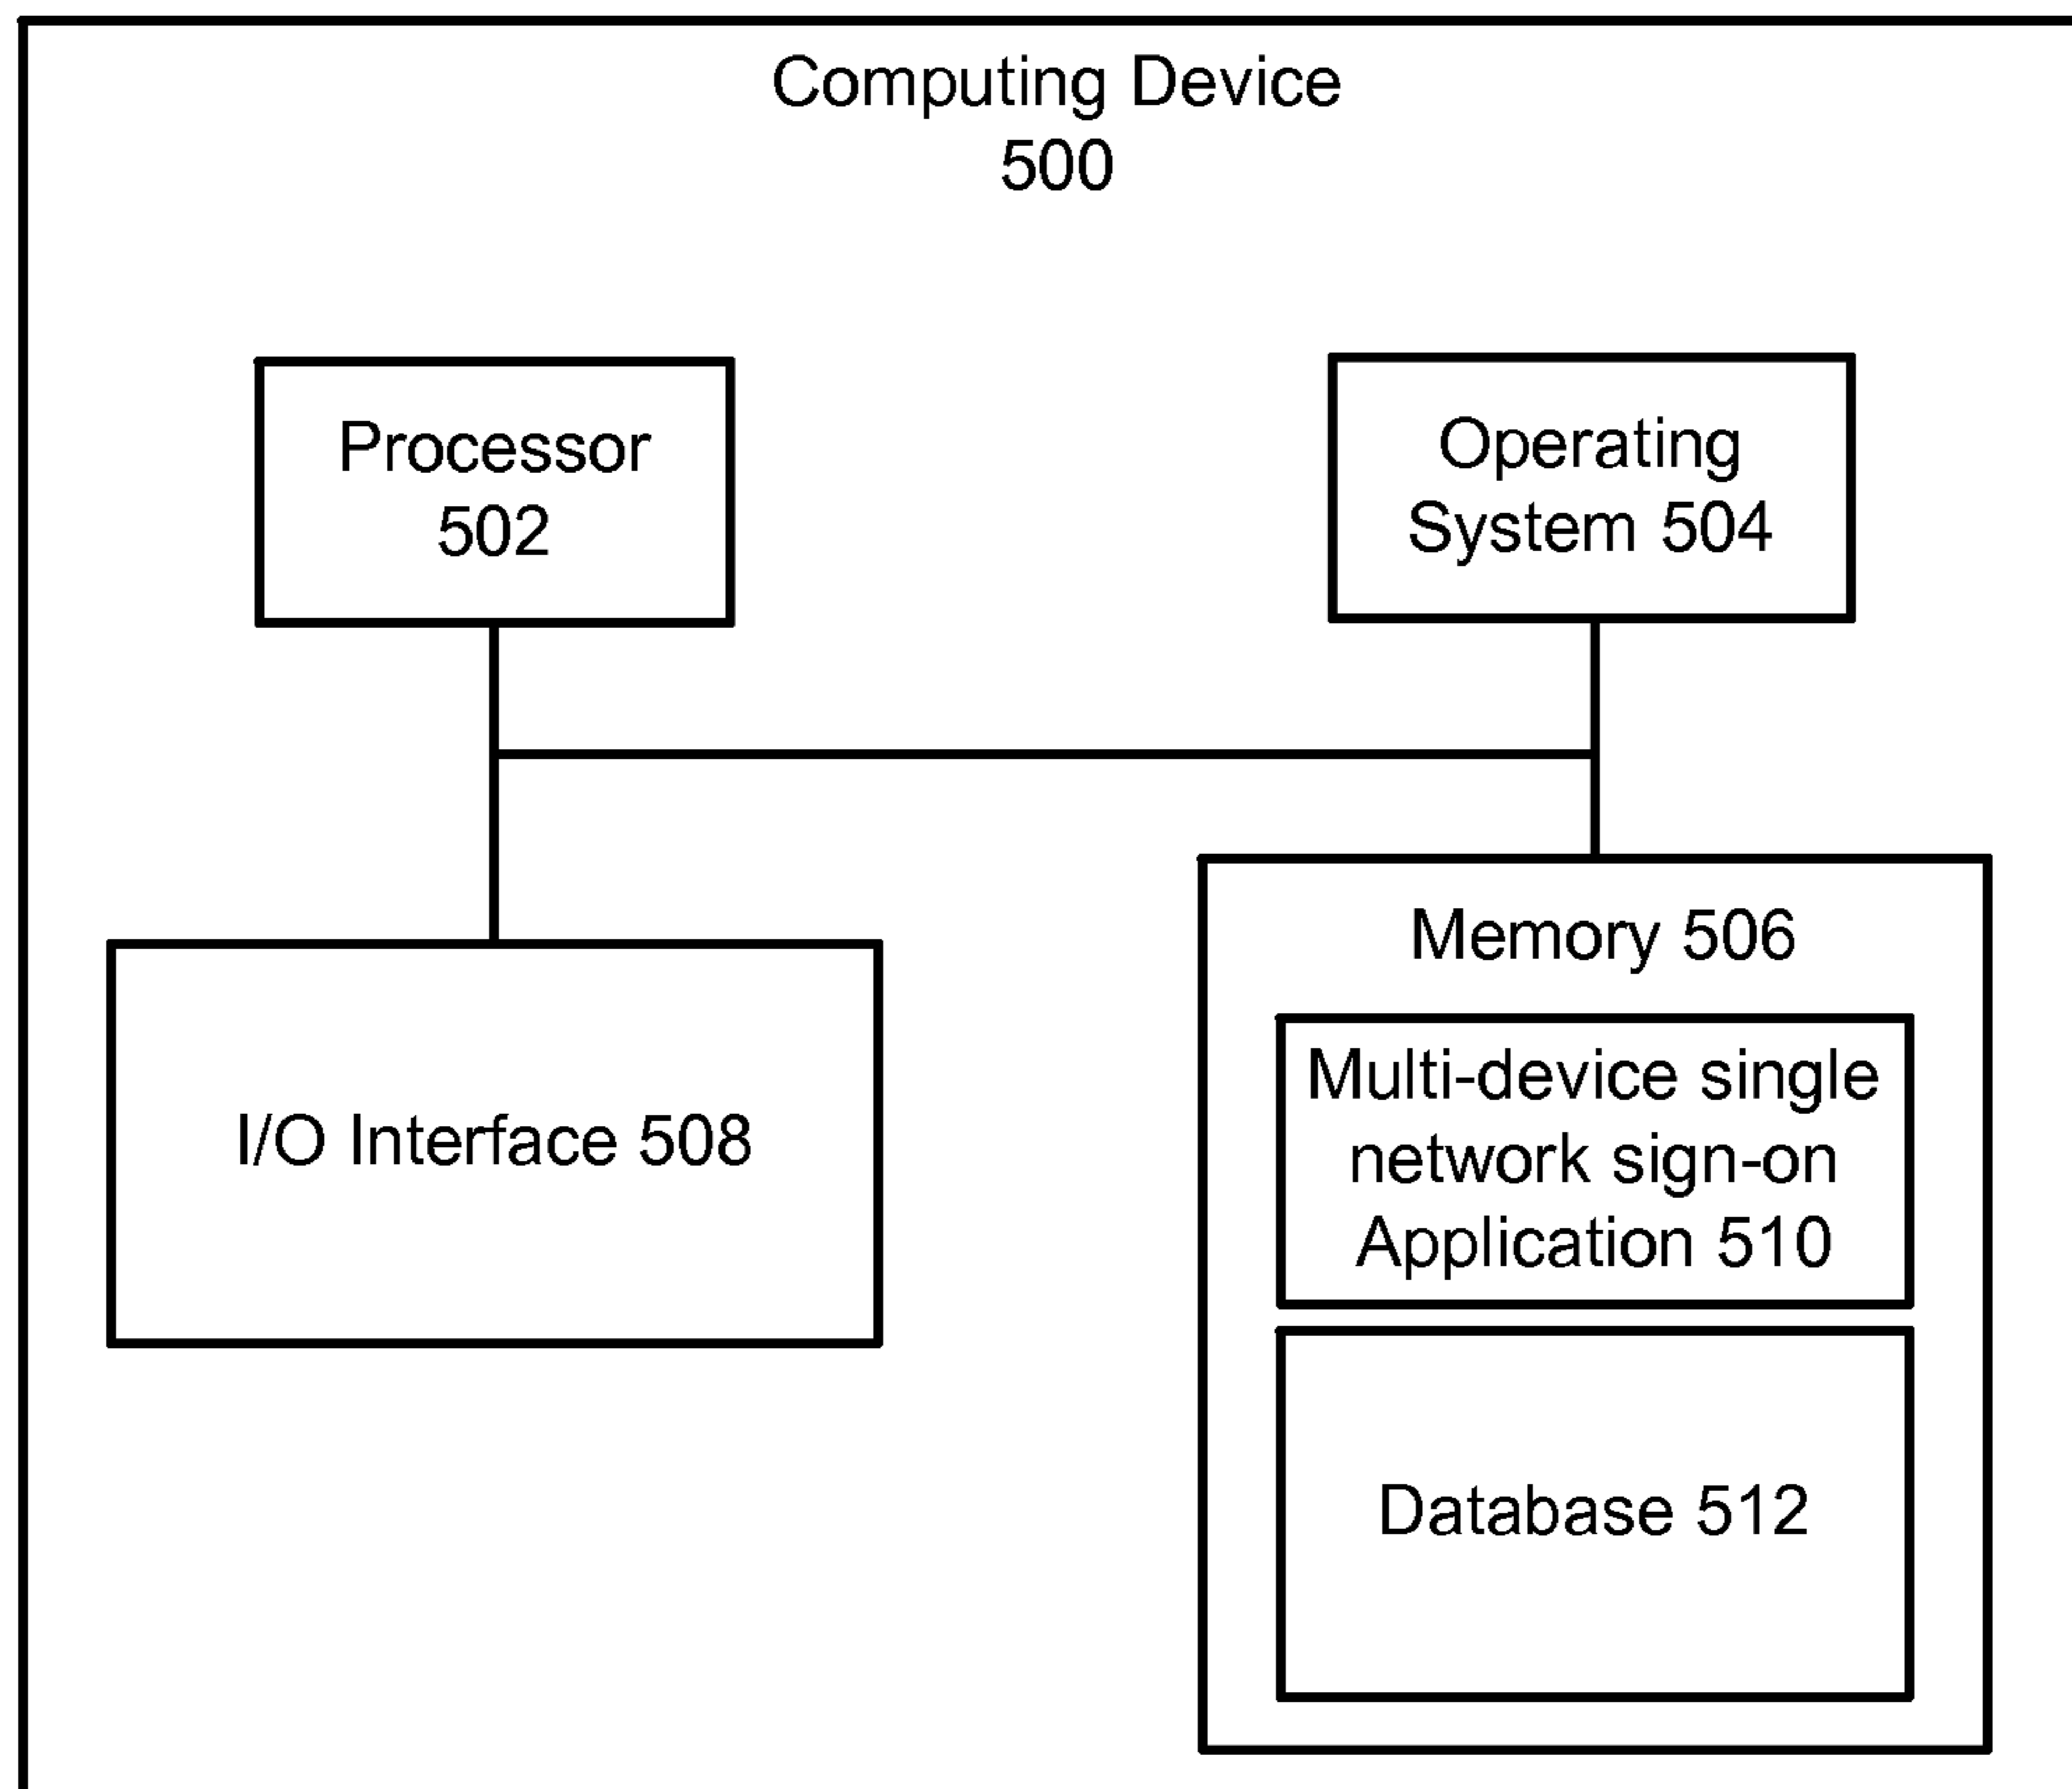 Computing Device
500
Processor
502
Operating
System 504
I/O Interface 508
Memory 506
Multi-device single
network sign-on
Application 510
Database 512